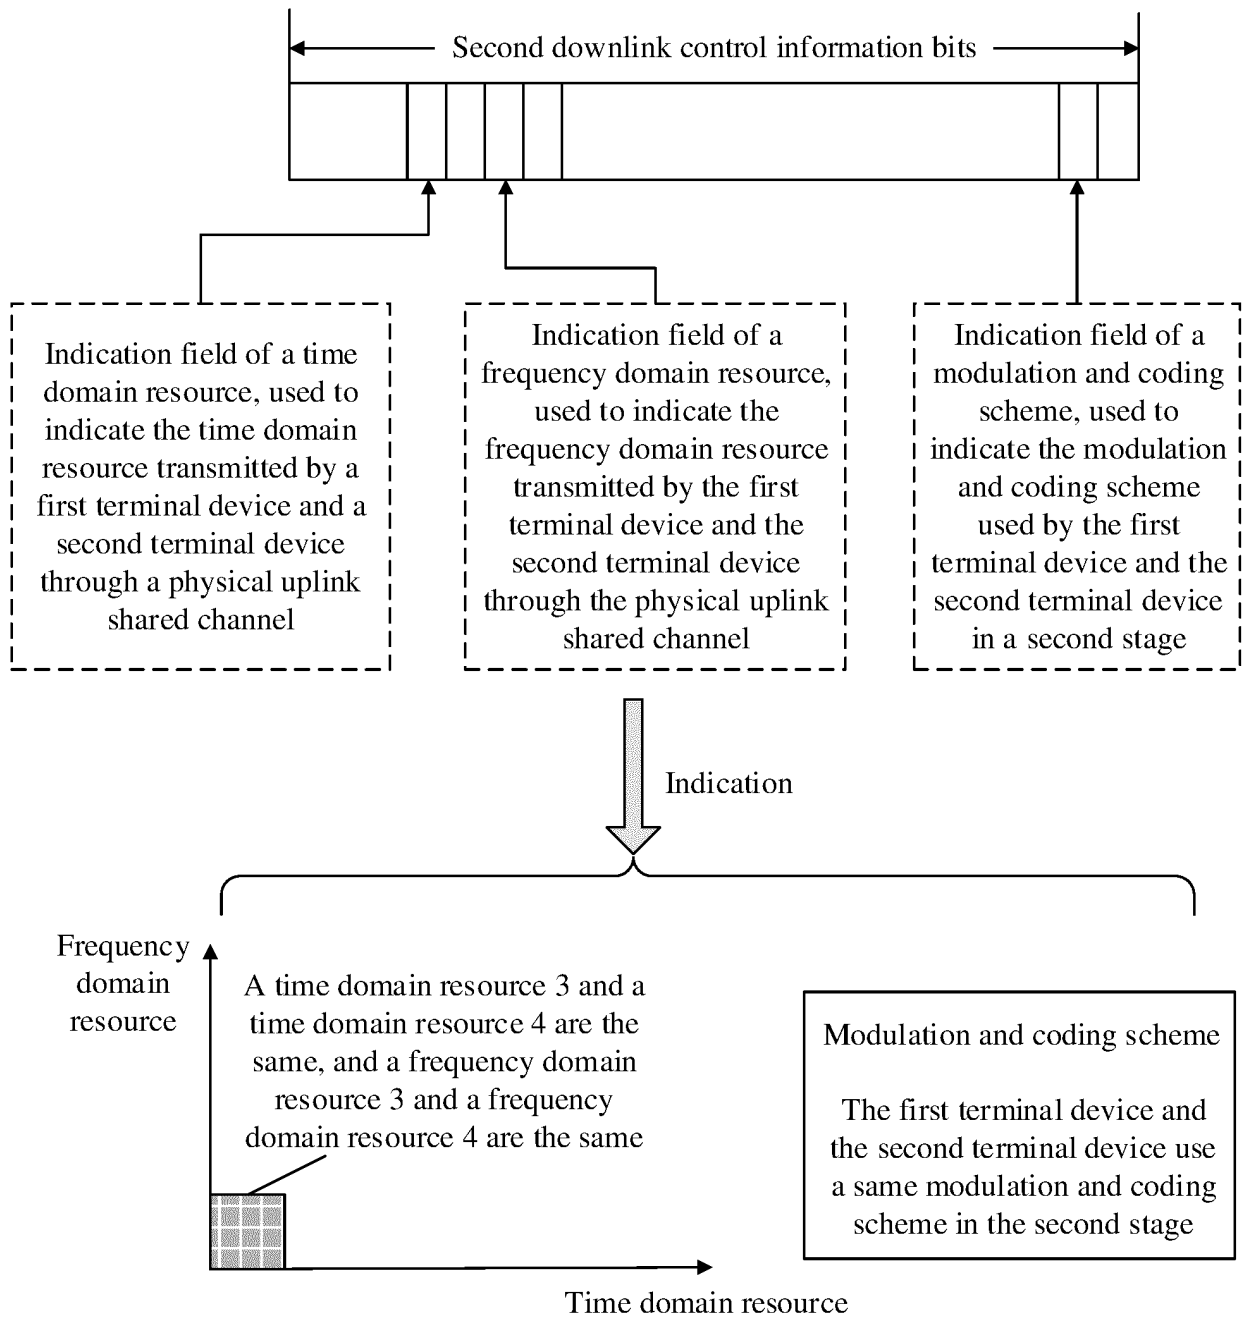 Second downlink control information bits
Indication field of a time
domain resource, used to
indicate the time domain
resource transmitted by a
first terminal device and a
second terminal device
through a physical uplink
shared channel
Indication field of a
frequency domain resource,
used to indicate the
frequency domain resource
transmitted by the first
terminal device and the
second terminal device
through the physical uplink
shared channel
Indication field of a
modulation and coding
scheme, used to
indicate the modulation
and coding scheme
used by the first
terminal device and the
second terminal device
in a second stage
Indication
Frequency
domain
resource
A time domain resource 3 and a
time domain resource 4 are the
same, and a frequency domain
resource 3 and a frequency
domain resource 4 are the same
Modulation and coding scheme
The first terminal device and
the second terminal device use
a same modulation and coding
scheme in the second stage
Time domain resource